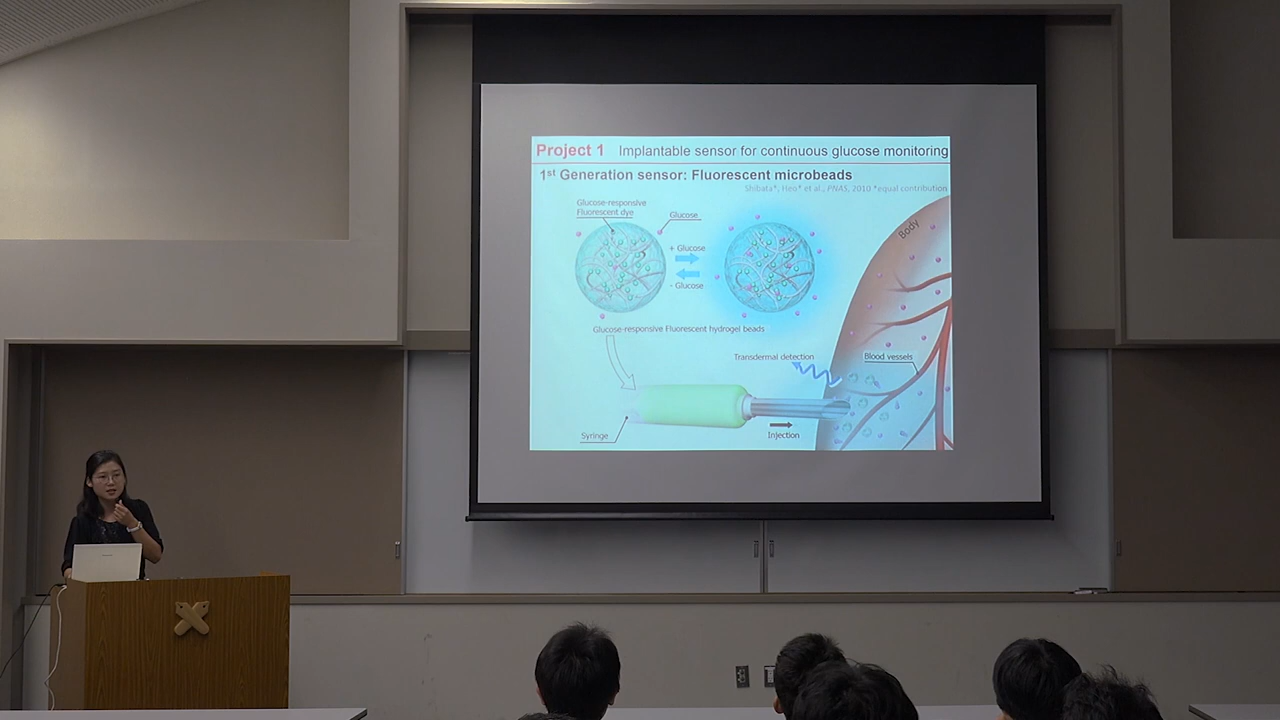 Project 1 Implantable sensor for continuous glucose monitoring
1st Generation sensor: Fluorescent microbeads
Shibata*, Heo* et al., PNAS, 2010 *equal contribution
Glucose-responsive
Fluorescent dye
Glucose
+ Glucose
- Glucose
Body
Glucose-responsive Fluorescent hydrogel beads
Transdermal detection
Blood vessels
Syringe
Injection